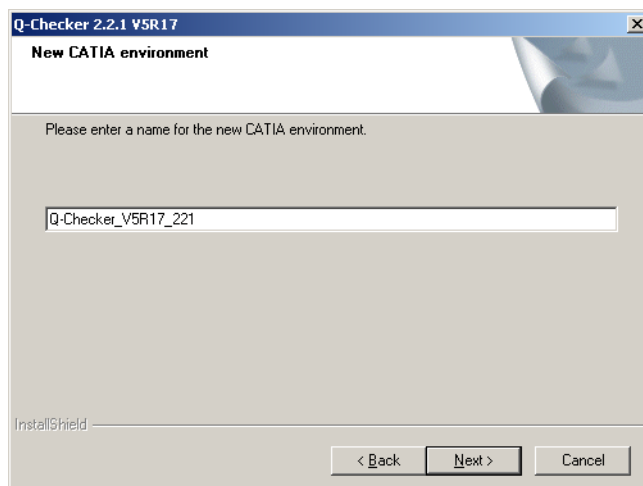 Q-Checker 2.2.1 V5R17
New CATIA environment
Please enter a name for the new CATIA environment.
Q-Checker_V5R17_221
InstallShield
< Back
Next >
Cancel